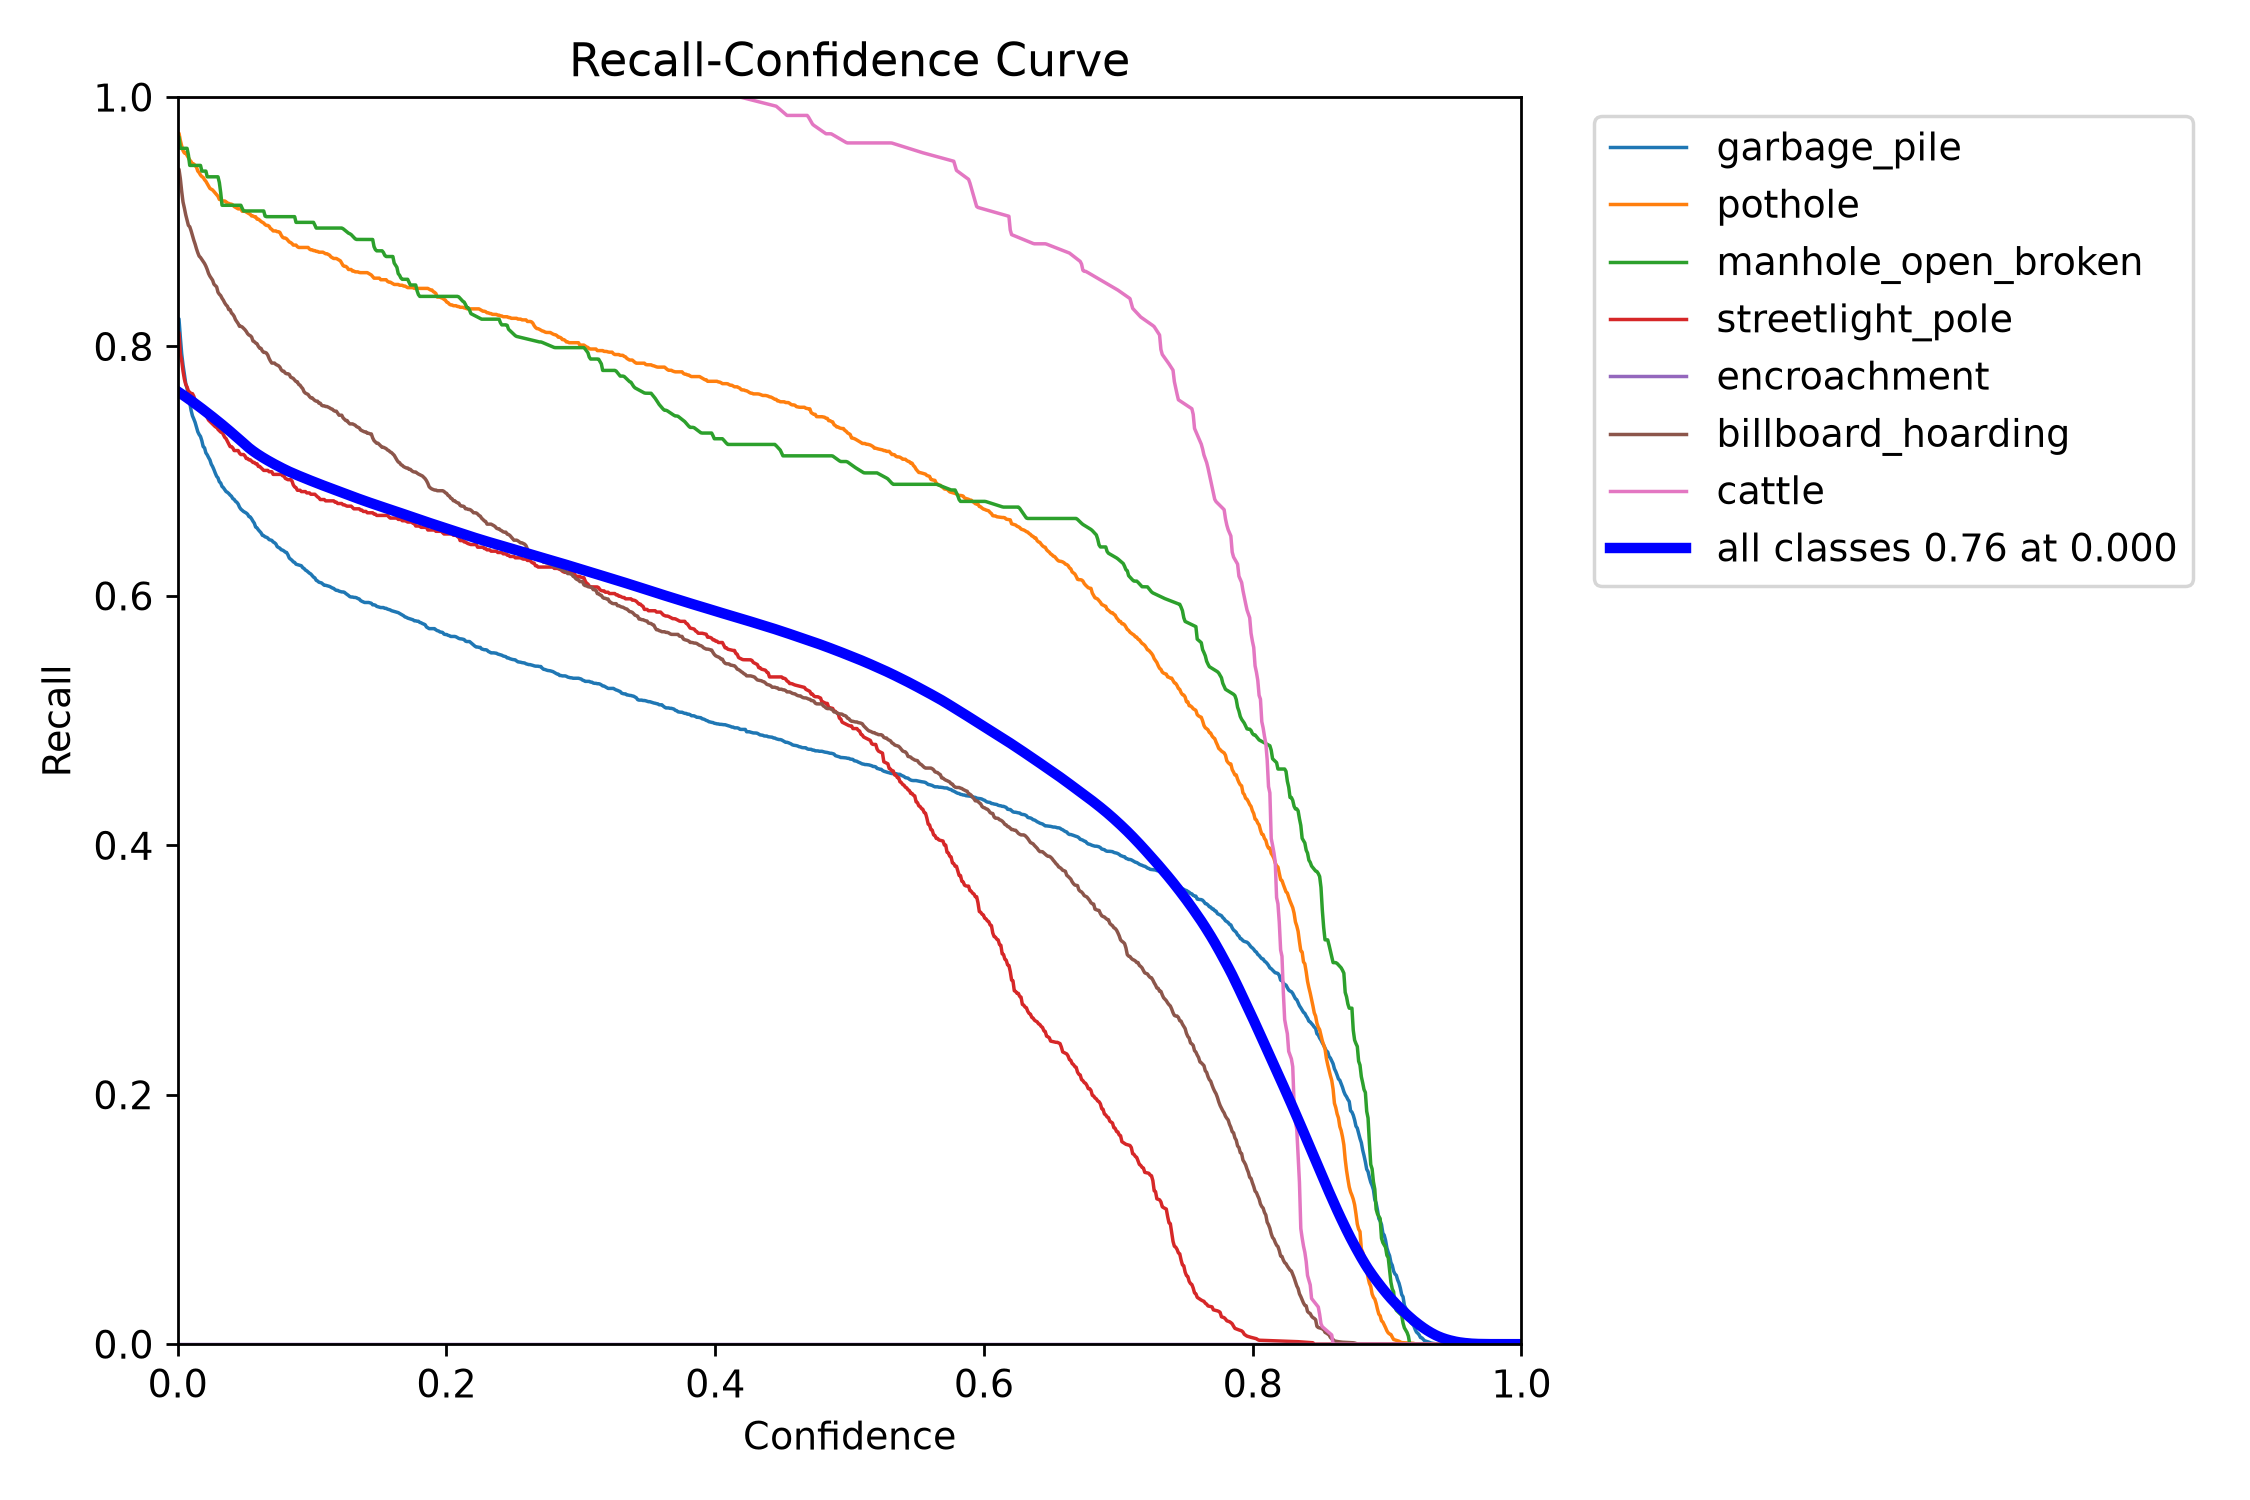 Recall-Confidence Curve
1.0
0.8
0.6
0.4
0.2
0.0
Recall
0.0 0.2 0.4 0.6 0.8 1.0
Confidence
garbage_pile
pothole
manhole_open_broken
streetlight_pole
encroachment
billboard_hoarding
cattle
all classes 0.76 at 0.000